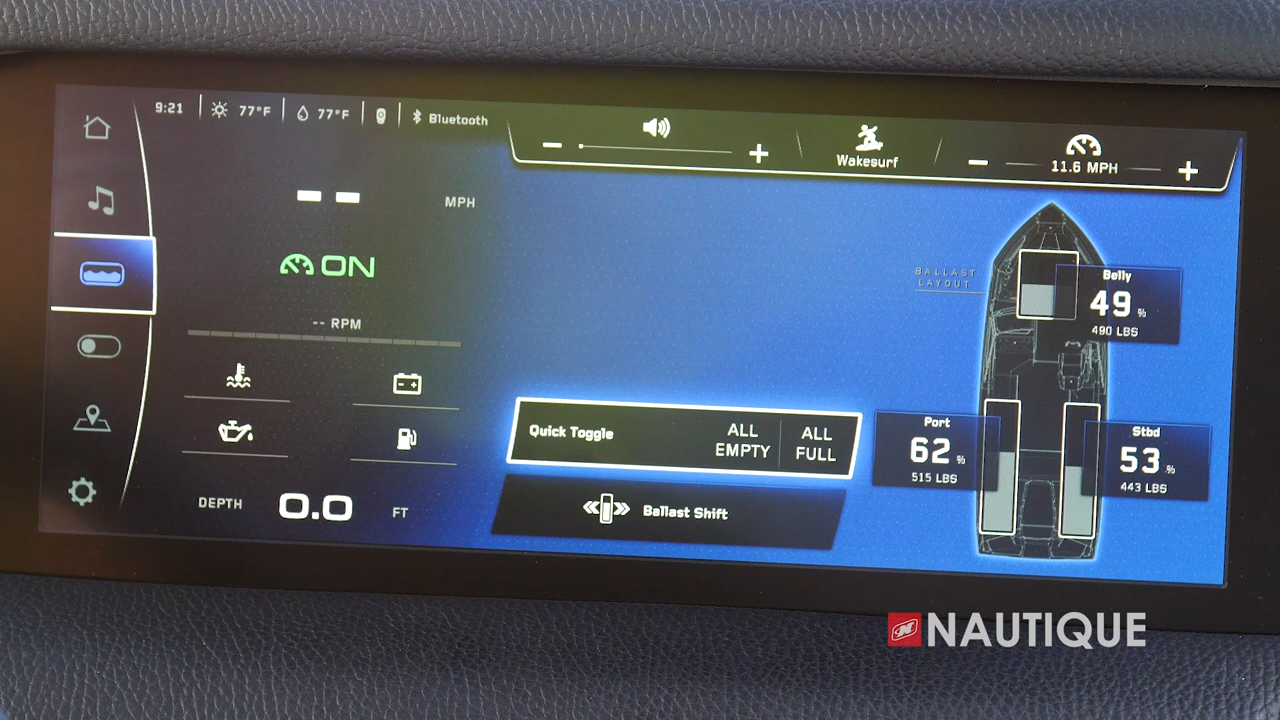 9:21
77°F
77°F
Bluetooth
Wakesurf
11.6 MPH
-- MPH
ON
-- RPM
DEPTH 0.0 FT
BALLAST
LAYOUT
Belly
49 %
490 LBS
Quick Toggle
ALL
EMPTY
ALL
FULL
Ballast Shift
Port
62 %
515 LBS
Stbd
53 %
443 LBS
NAUTIQUE